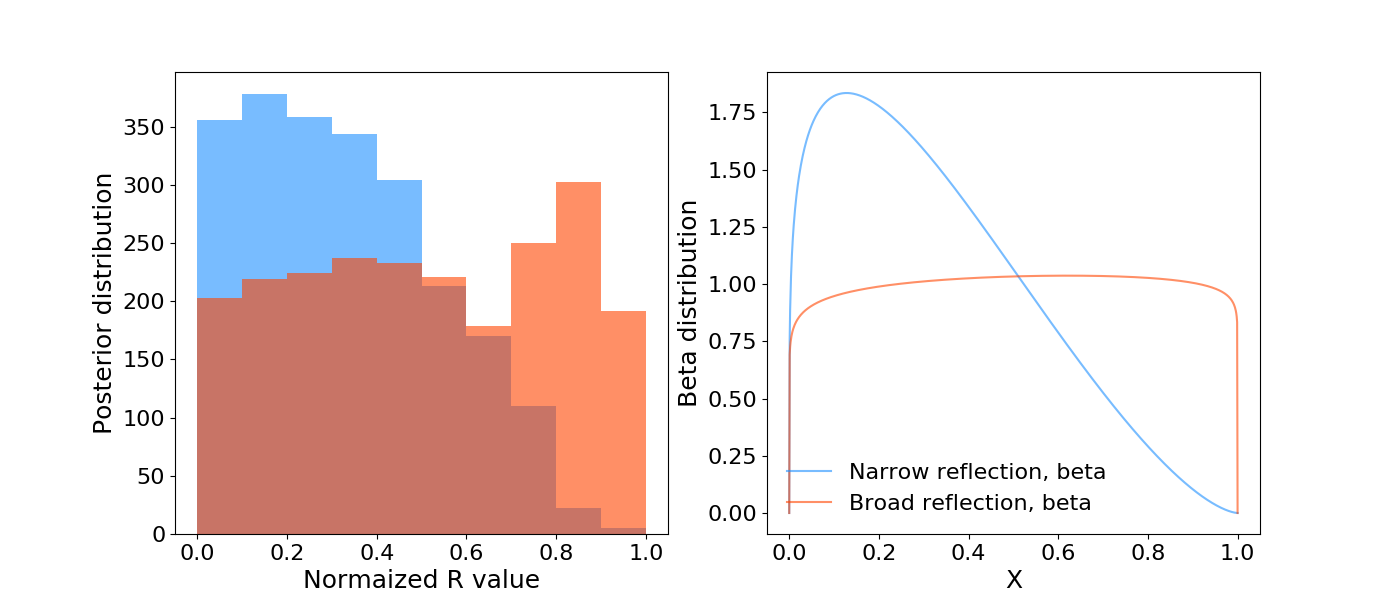 Posterior distribution
350
300
250
200
150
100
50
0
0.0 0.2 0.4 0.6 0.8 1.0
Normaized R value
Beta distribution
1.75
1.50
1.25
1.00
0.75
0.50
0.25
0.00
Narrow reflection, beta
Broad reflection, beta
0.0 0.2 0.4 0.6 0.8 1.0
X